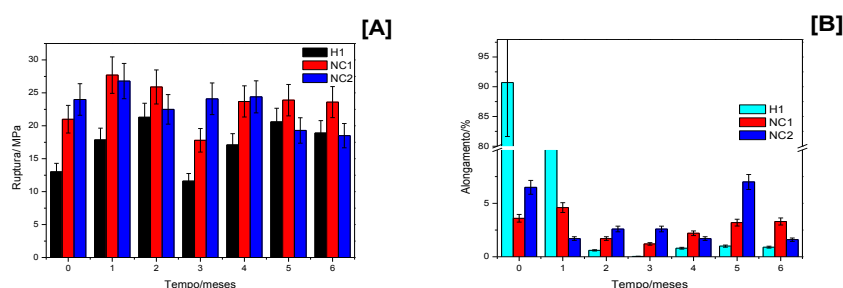 [A]
H1
NC1
NC2
Ruptura/ MPa
30
25
20
15
10
5
0
0 1 2 3 4 5 6
Tempo/meses
[B]
H1
NC1
NC2
Alongamento/%
95
90
85
80
5
0
0 1 2 3 4 5 6
Tempo/meses